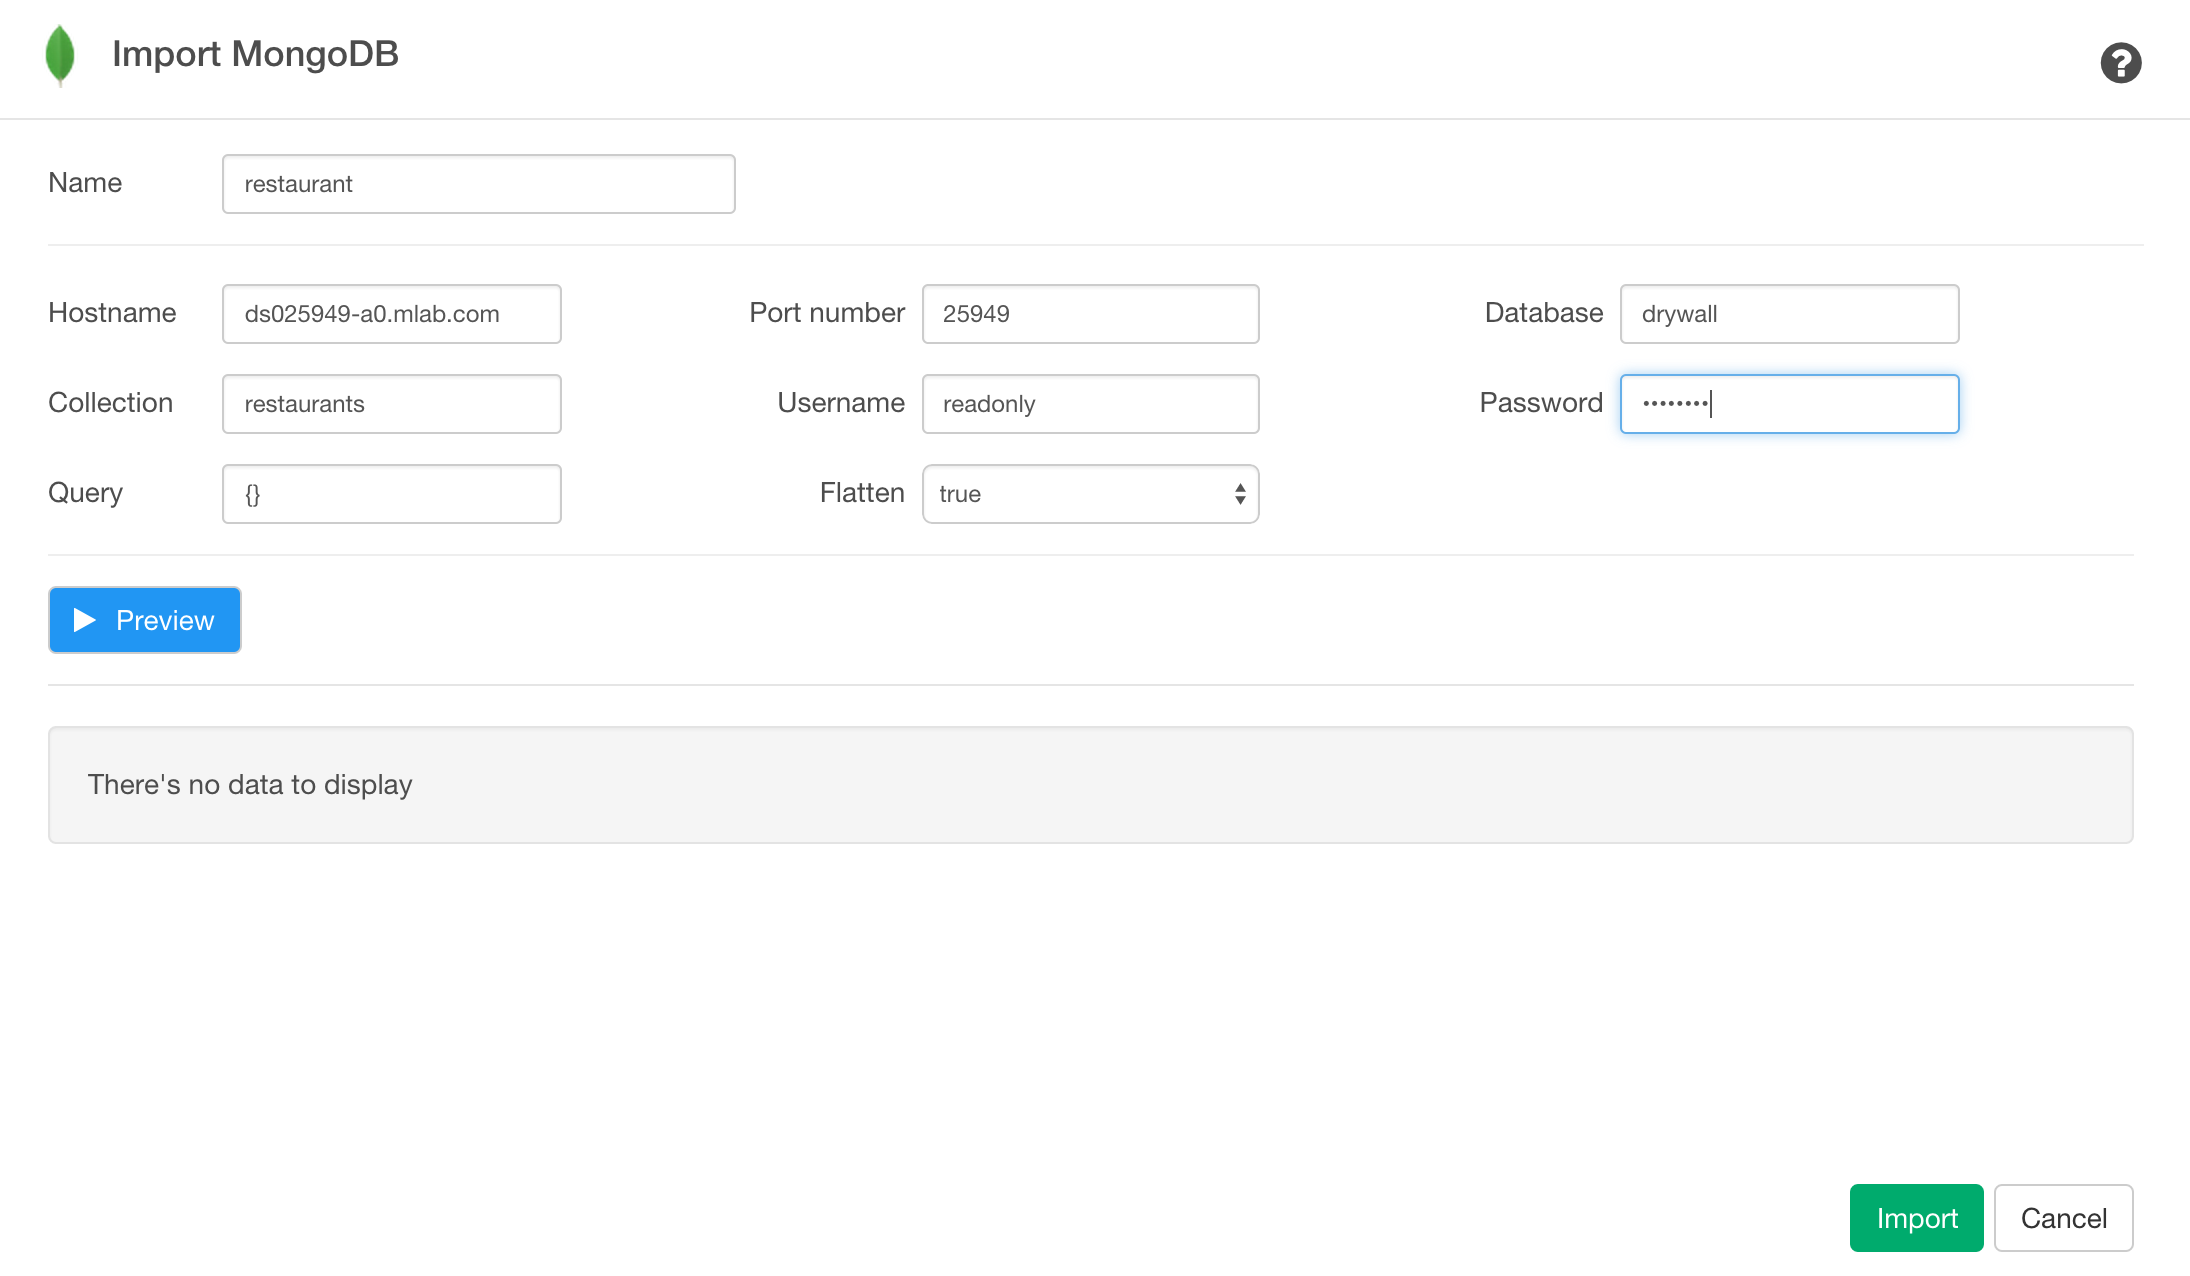 Import MongoDB
?
Name restaurant
Hostname ds025949-a0.mlab.com Port number 25949 Database drywall
Collection restaurants Username readonly Password ••••••••
Query {} Flatten true
Preview
There's no data to display
Import Cancel